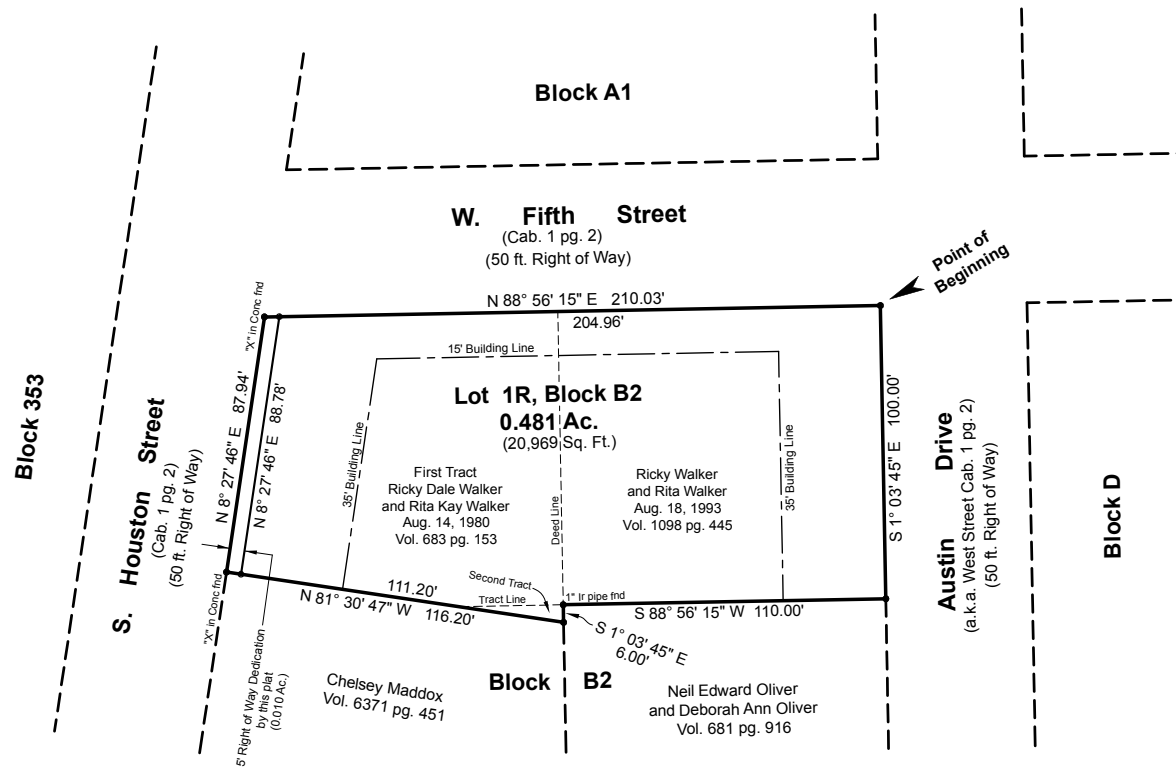 Block A1
W. Fifth Street
(Cab. 1 pg. 2)
(50 ft. Right of Way)
Point of
Beginning
N 88° 56' 15" E 210.03'
204.96'
"X" in Conc fnd
15' Building Line
Block 353
S. Houston Street
(Cab. 1 pg. 2)
(50 ft. Right of Way)
N 8° 27' 46" E 87.94'
N 8° 27' 46" E 88.78'
35' Building Line
Lot 1R, Block B2
0.481 Ac.
(20,969 Sq. Ft.)
First Tract
Ricky Dale Walker
and Rita Kay Walker
Aug. 14, 1980
Vol. 683 pg. 153
Deed Line
Ricky Walker
and Rita Walker
Aug. 18, 1993
Vol. 1098 pg. 445
35' Building Line
S 1° 03' 45" E 100.00'
Austin Drive
(a.k.a. West Street Cab. 1 pg. 2)
(50 ft. Right of Way)
Block D
"X" in Conc fnd
111.20'
N 81° 30' 47" W
116.20'
Second Tract
Tract Line
1" Ir pipe fnd
S 88° 56' 15" W 110.00'
S 1° 03' 45" E
6.00'
5' Right of Way Dedication
by this plat
(0.010 Ac.)
Chelsey Maddox
Vol. 6371 pg. 451
Block B2
Neil Edward Oliver
and Deborah Ann Oliver
Vol. 681 pg. 916